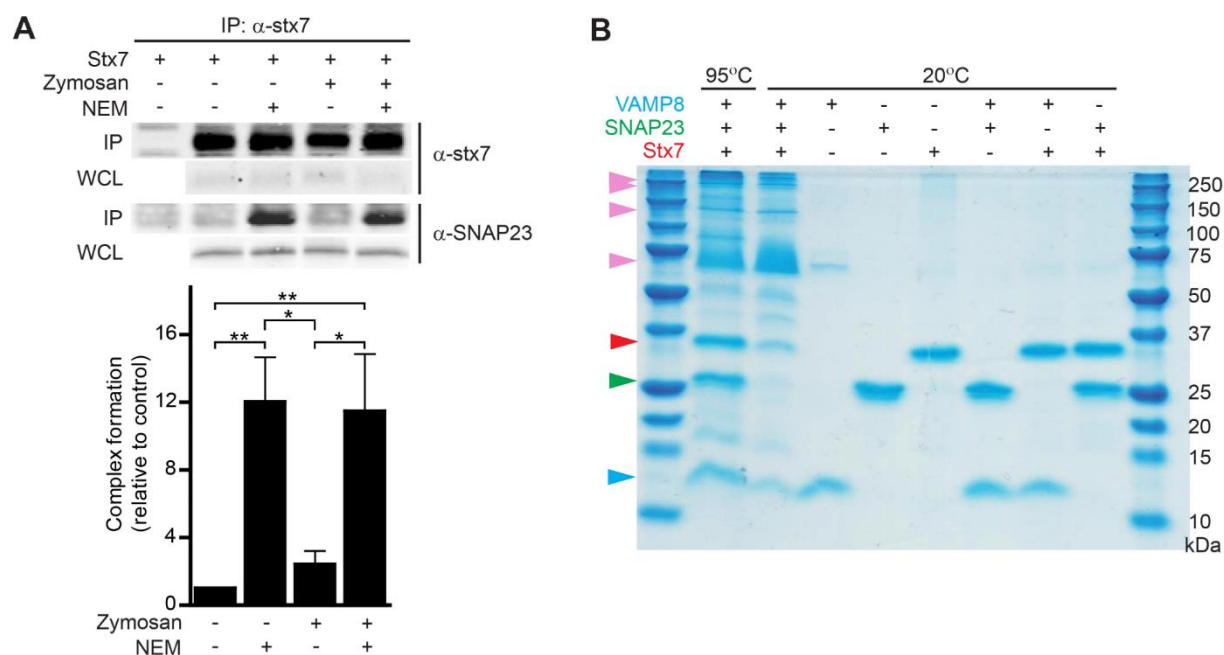 A
IP: α-stx7
Stx7 + + + + +
Zymosan - - - + +
NEM - - + - +
IP
WCL
α-stx7
IP
WCL
α-SNAP23
** 
** * *
16
12
8
4
0
Complex formation
(relative to control)
Zymosan - - + +
NEM - + - +
B
95°C 20°C
VAMP8 + + + - - + + -
SNAP23 + + - + - + - +
Stx7 + + - - + - + +
250
150
100
75
50
37
25
20
15
10
kDa